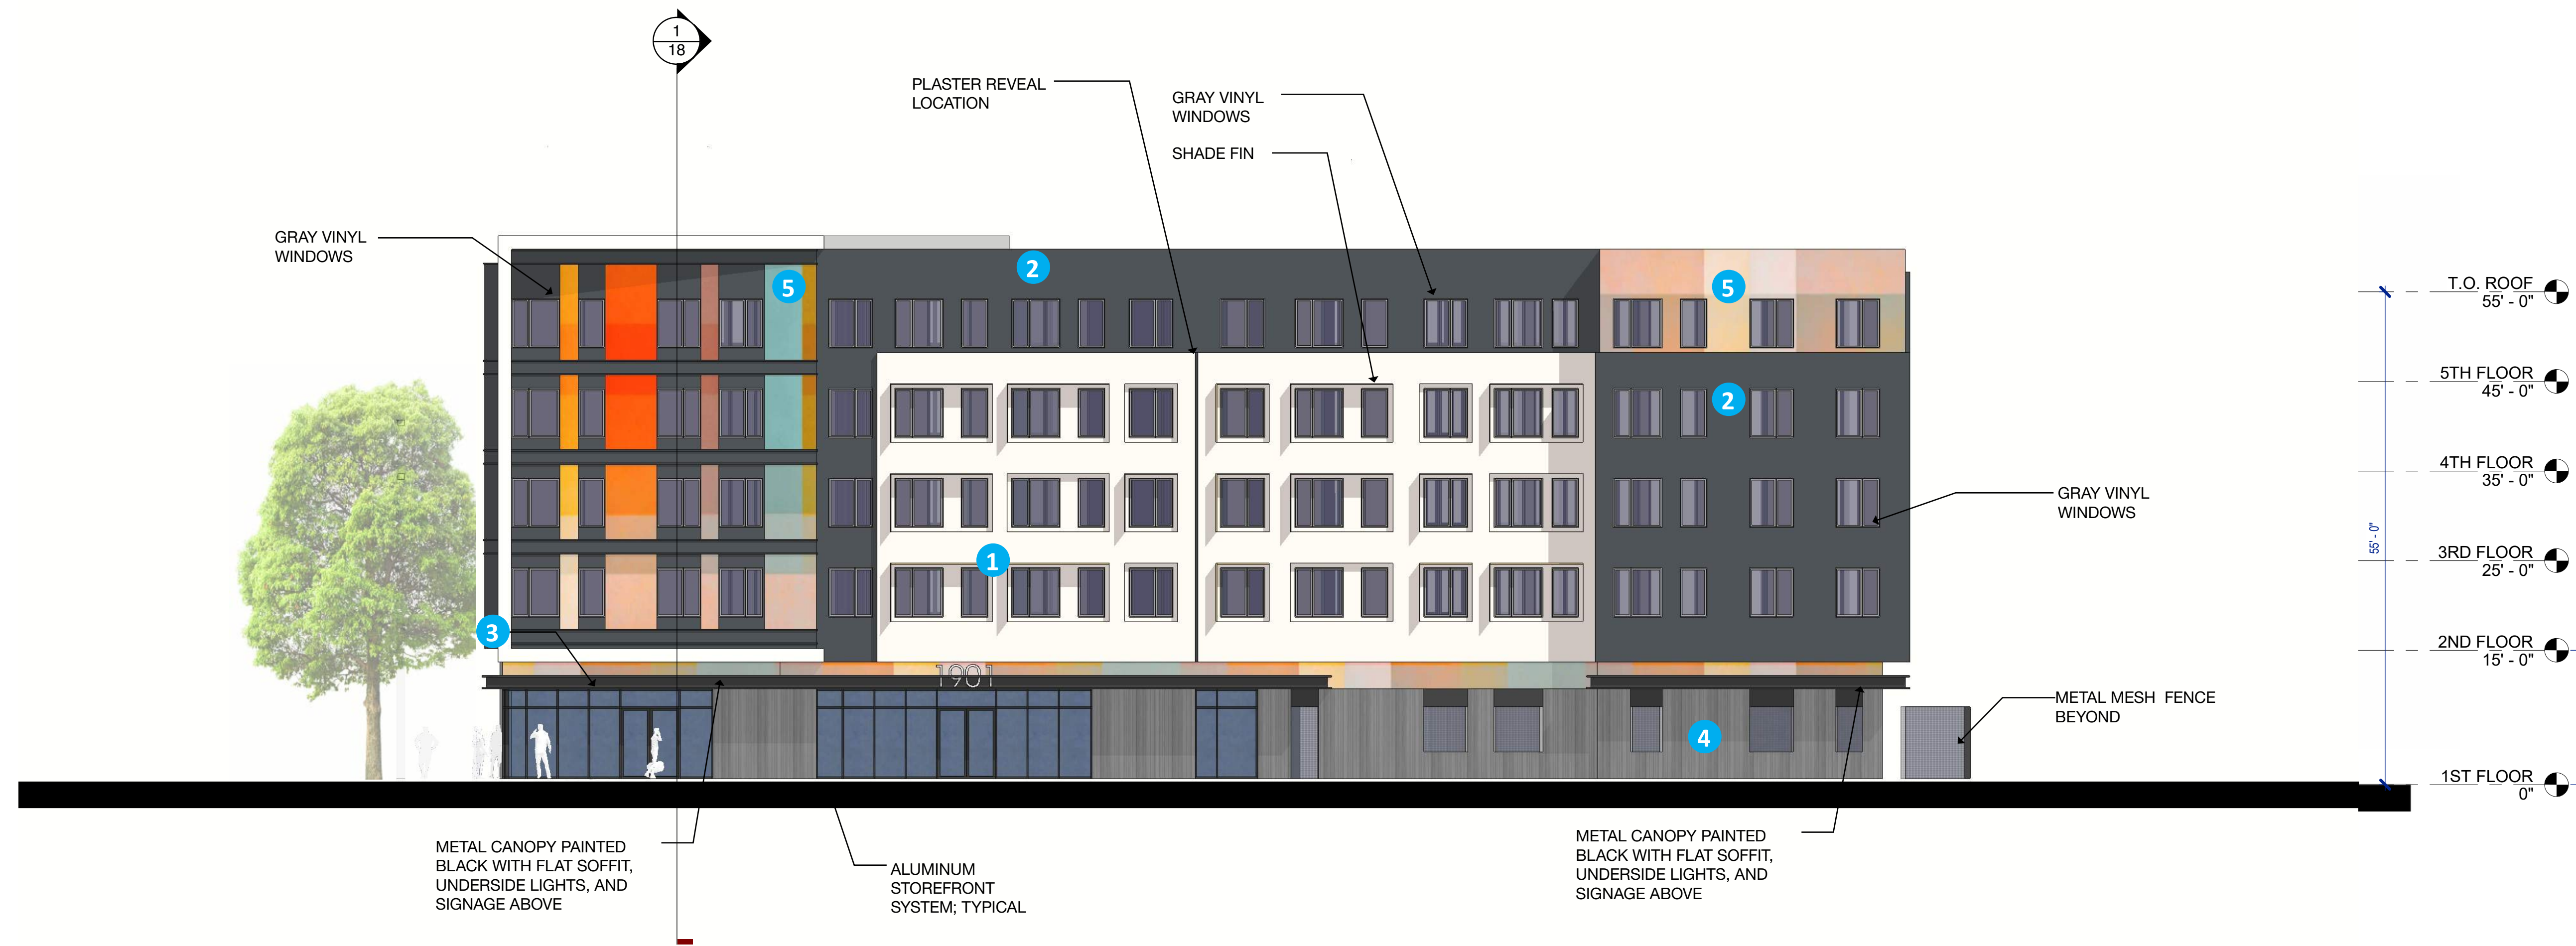 1
18
PLASTER REVEAL
LOCATION
GRAY VINYL
WINDOWS
SHADE FIN
GRAY VINYL
WINDOWS
2
5
5
T.O. ROOF
55' - 0"
5TH FLOOR
45' - 0"
2
4TH FLOOR
35' - 0"
GRAY VINYL
WINDOWS
55' - 0"
3RD FLOOR
25' - 0"
1
3
2ND FLOOR
15' - 0"
1901
METAL MESH FENCE
BEYOND
4
1ST FLOOR
0"
METAL CANOPY PAINTED
BLACK WITH FLAT SOFFIT,
UNDERSIDE LIGHTS, AND
SIGNAGE ABOVE
ALUMINUM
STOREFRONT
SYSTEM; TYPICAL
METAL CANOPY PAINTED
BLACK WITH FLAT SOFFIT,
UNDERSIDE LIGHTS, AND
SIGNAGE ABOVE